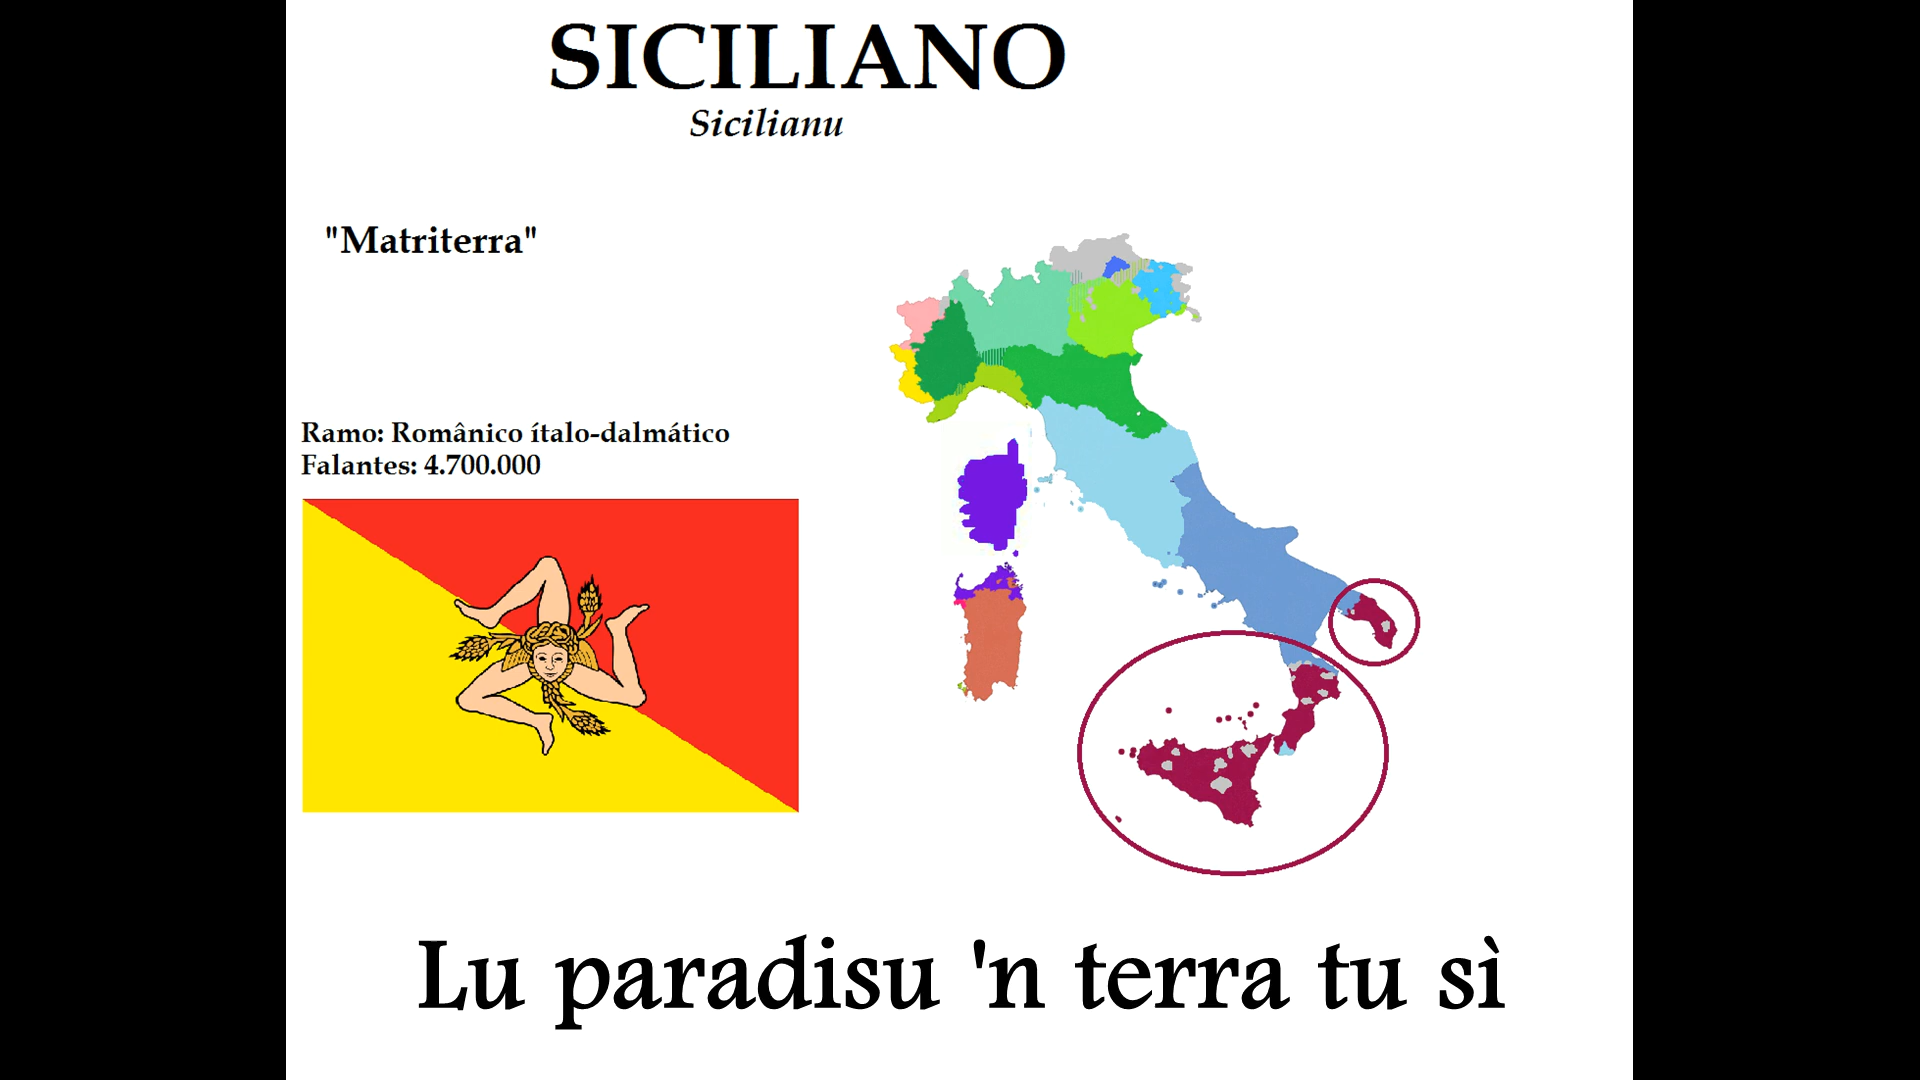 SICILIANO
Sicilianu
"Matriterra"
Ramo: Românico ítalo-dalmático
Falantes: 4.700.000
Lu paradisu 'n terra tu sì